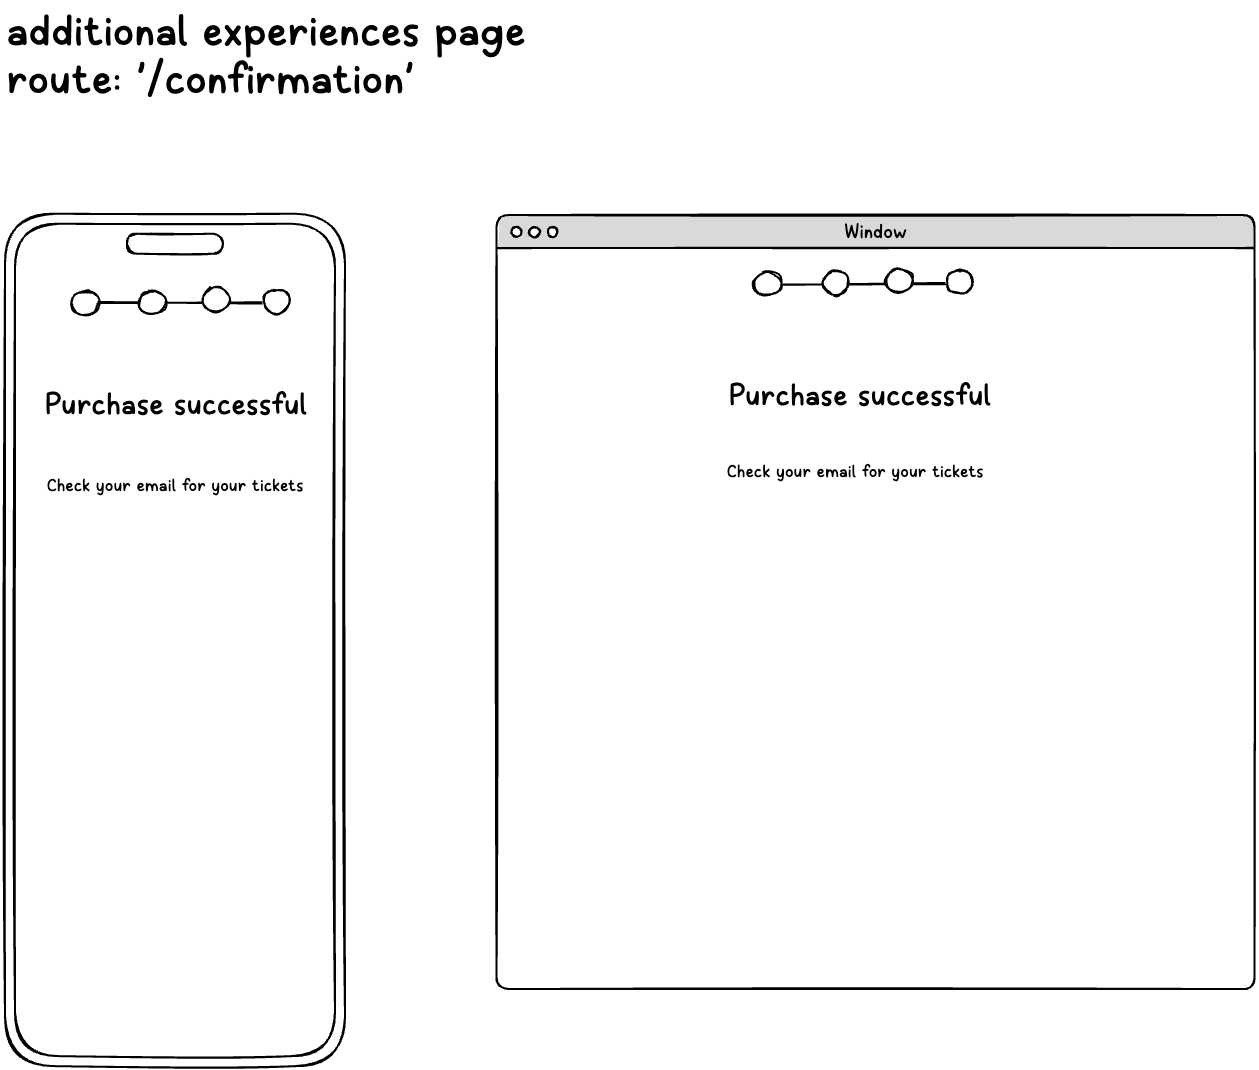 additional experiences page
route: '/confirmation'
Window
Purchase successful
Check your email for your tickets
Purchase successful
Check your email for your tickets